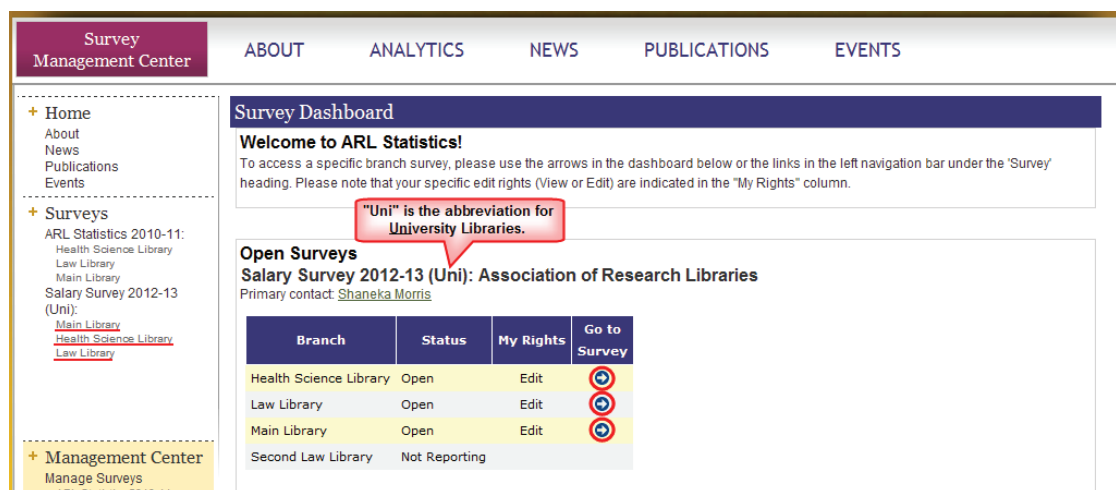 Survey
Management Center
ABOUT
ANALYTICS
NEWS
PUBLICATIONS
EVENTS
+ Home
About
News
Publications
Events
+ Surveys
ARL Statistics 2010-11:
Health Science Library
Law Library
Main Library
Salary Survey 2012-13
(Uni):
Main Library
Health Science Library
Law Library
+ Management Center
Manage Surveys
Survey Dashboard
Welcome to ARL Statistics!
To access a specific branch survey, please use the arrows in the dashboard below or the links in the left navigation bar under the 'Survey'
heading. Please note that your specific edit rights (View or Edit) are indicated in the "My Rights" column.
"Uni" is the abbreviation for
University Libraries.
Open Surveys
Salary Survey 2012-13 (Uni): Association of Research Libraries
Primary contact: Shaneka Morris
Branch Status My Rights Go to
Survey
Health Science Library Open Edit
Law Library Open Edit
Main Library Open Edit
Second Law Library Not Reporting